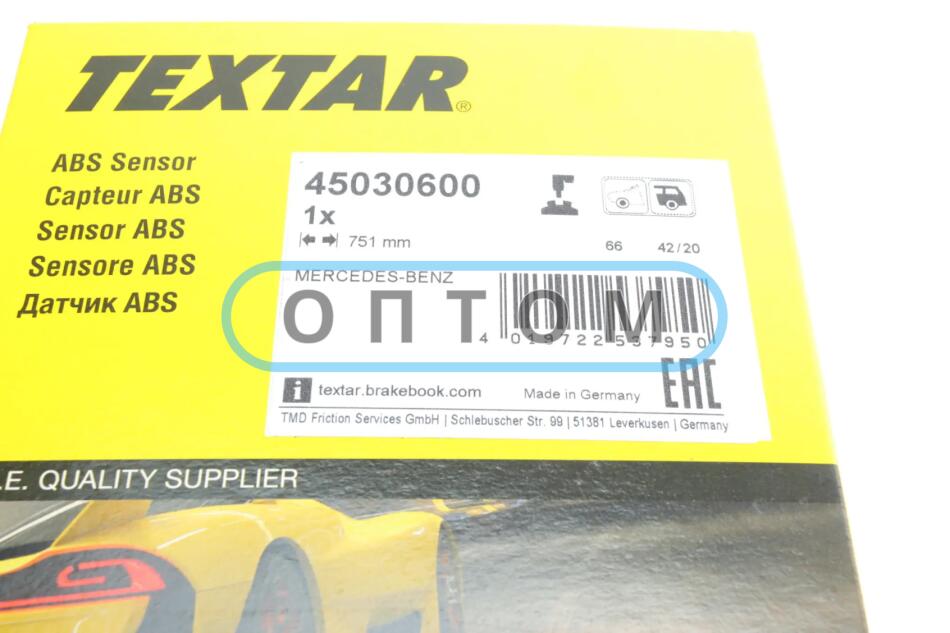 TEXTAR®
ABS Sensor
Capteur ABS
Sensor ABS
Sensore ABS
Датчик ABS
45030600
1x
751 mm
66 42/20
MERCEDES-BENZ
ОПТОМ
4 019722 537950
i textar.brakebook.com
Made in Germany
EAC
TMD Friction Services GmbH | Schlebuscher Str. 99 | 51381 Leverkusen | Germany
.E. QUALITY SUPPLIER